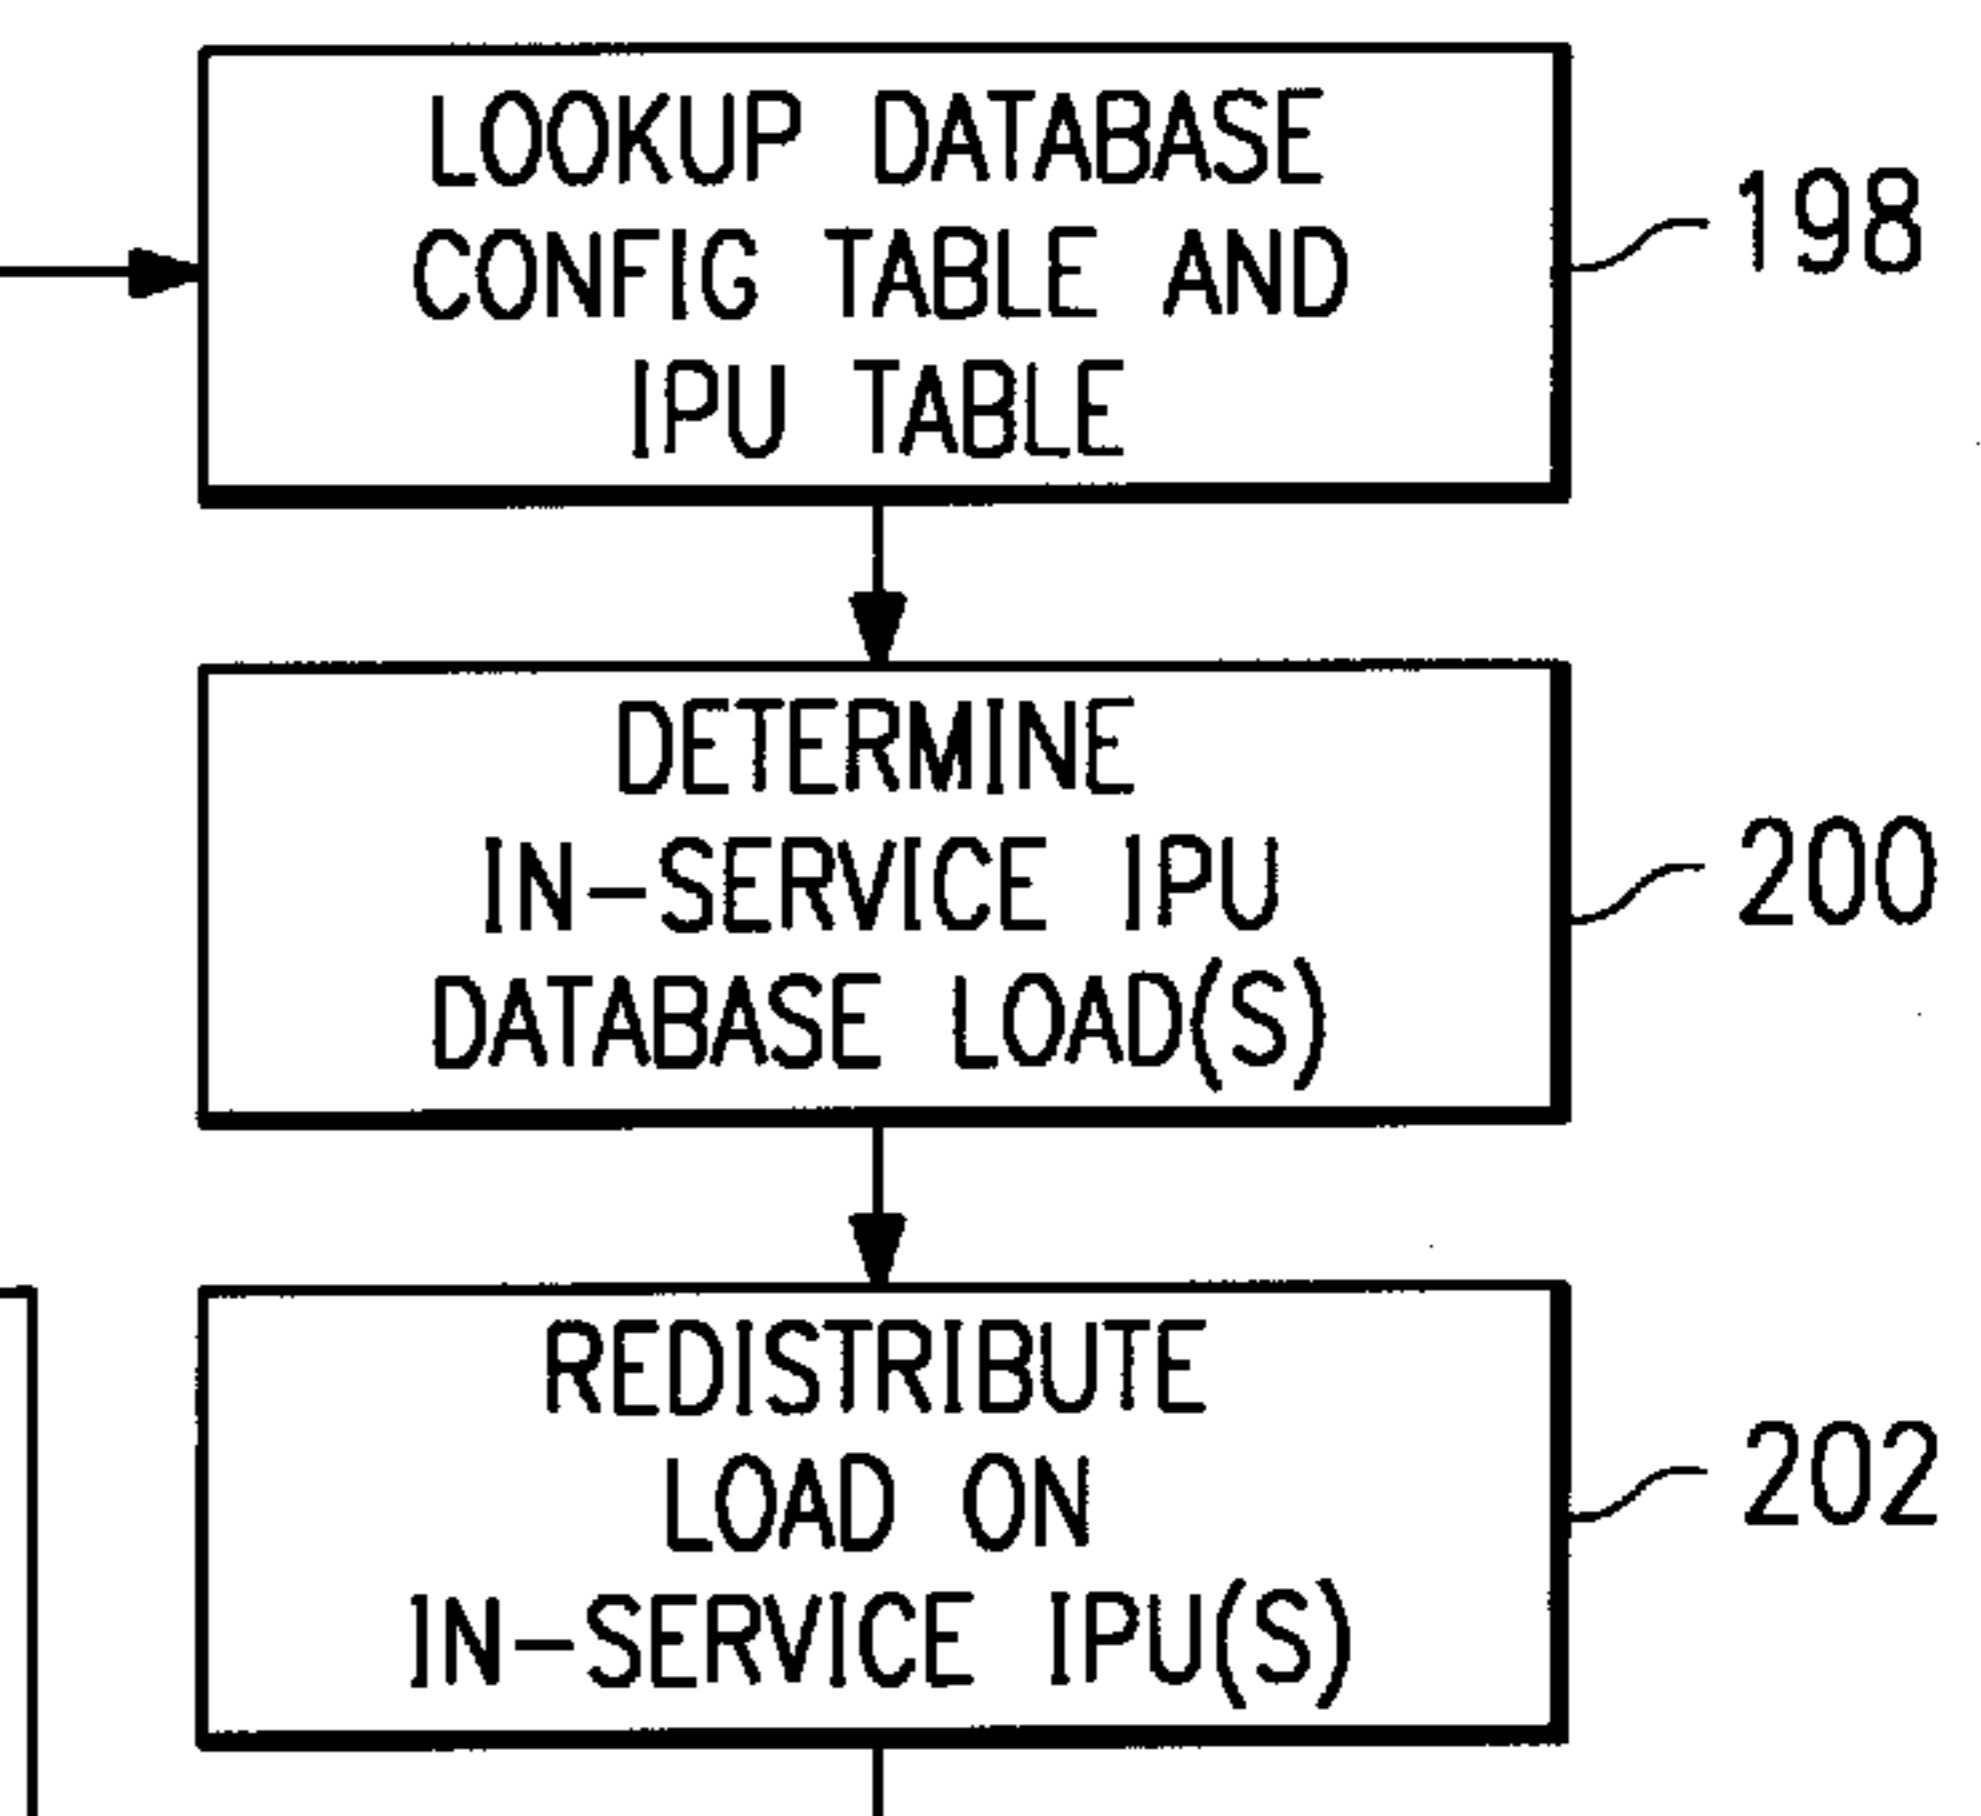 LOOKUP DATABASE
CONFIG TABLE AND
IPU TABLE
198
DETERMINE
IN-SERVICE IPU
DATABASE LOAD(S)
200
REDISTRIBUTE
LOAD ON
IN-SERVICE IPU(S)
202